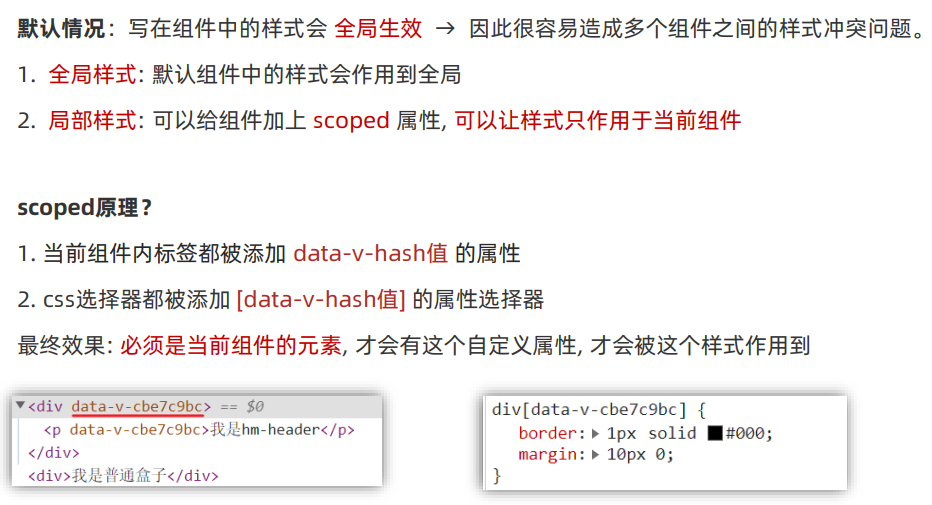 默认情况：写在组件中的样式会 全局生效 → 因此很容易造成多个组件之间的样式冲突问题。
1. 全局样式: 默认组件中的样式会作用到全局
2. 局部样式: 可以给组件加上 scoped 属性, 可以让样式只作用于当前组件
scoped原理？
1. 当前组件内标签都被添加 data-v-hash值 的属性
2. css选择器都被添加 [data-v-hash值] 的属性选择器
最终效果: 必须是当前组件的元素, 才会有这个自定义属性, 才会被这个样式作用到
▼<div data-v-cbe7c9bc> == $0
<p data-v-cbe7c9bc>我是hm-header</p>
</div>
<div>我是普通盒子</div>
div[data-v-cbe7c9bc] {
border:▶1px solid ■#000;
margin:▶10px 0;
}